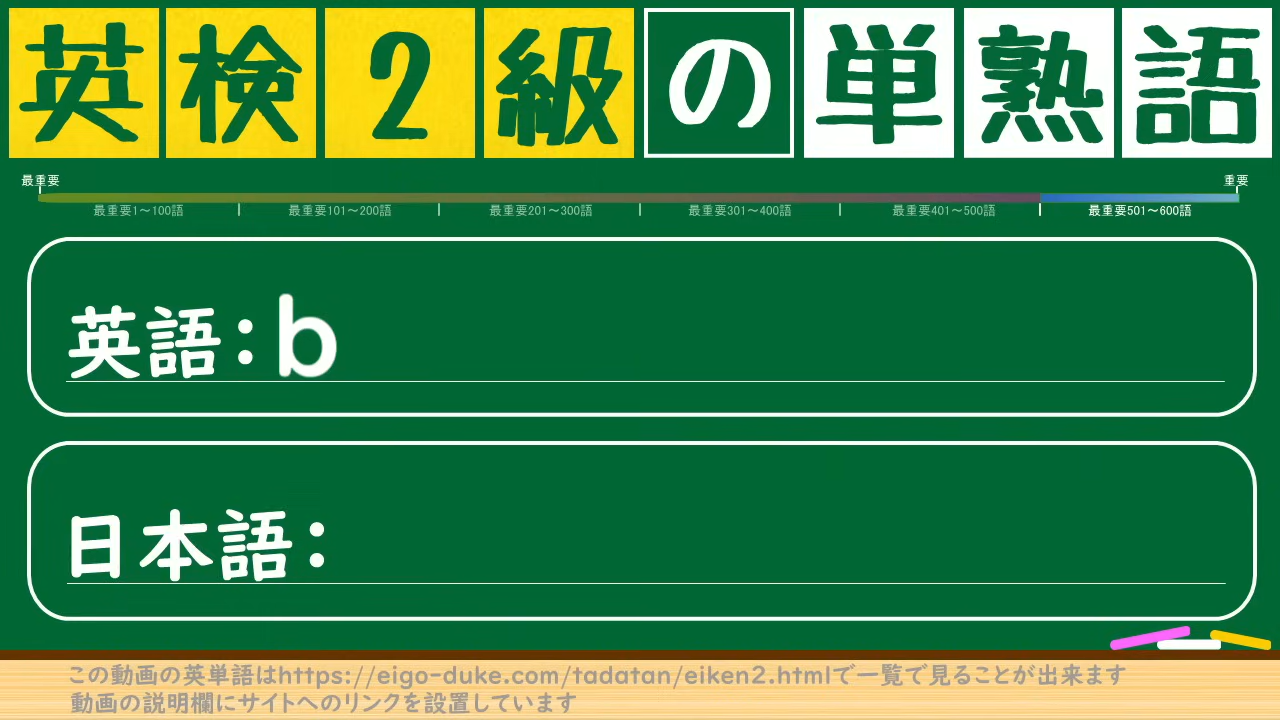 英検2級の単熟語
最重要 重要
最重要1～100語 最重要101～200語 最重要201～300語 最重要301～400語 最重要401～500語 最重要501～600語
英語：b
日本語：
この動画の英単語はhttps://eigo-duke.com/tadatan/eiken2.htmlで一覧で見ることが出来ます
動画の説明欄にサイトへのリンクを設置しています